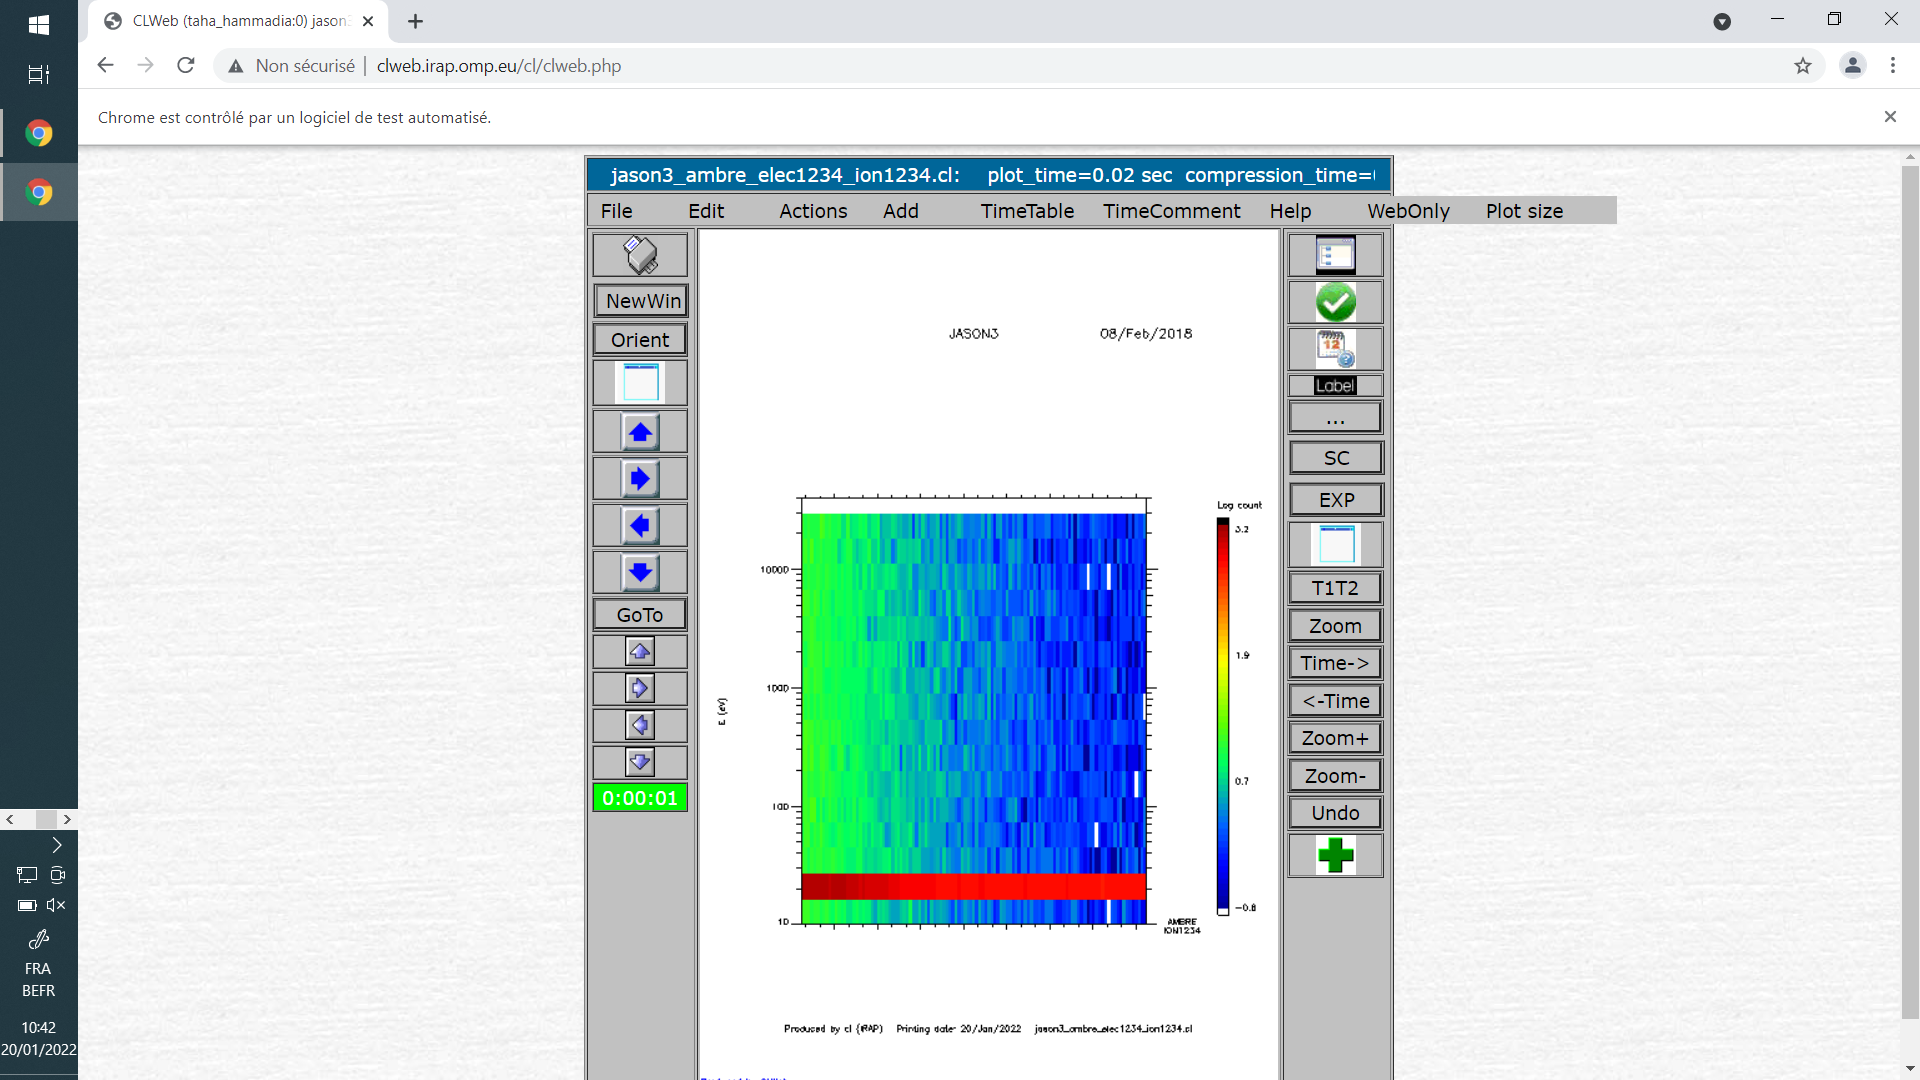 CLWeb (taha_hammadia:0) jason3
Non sécurisé | clweb.irap.omp.eu/cl/clweb.php
Chrome est contrôlé par un logiciel de test automatisé.
jason3_ambre_elec1234_ion1234.cl: plot_time=0.02 sec compression_time=
File Edit Actions Add TimeTable TimeComment Help WebOnly Plot size
NewWin
Orient
GoTo
0:00:01
JASON3 08/Feb/2018
Log count
3.2
1.9
0.7
-0.8
E (eV)
10000
1000
100
10
AMBRE
ION1234
Produced by cl (IRAP) Printing date: 20/Jan/2022 jason3_ambre_elec1234_ion1234.cl
12
Label
...
SC
EXP
T1T2
Zoom
Time->
<-Time
Zoom+
Zoom-
Undo
FRA
BEFR
10:42
20/01/2022